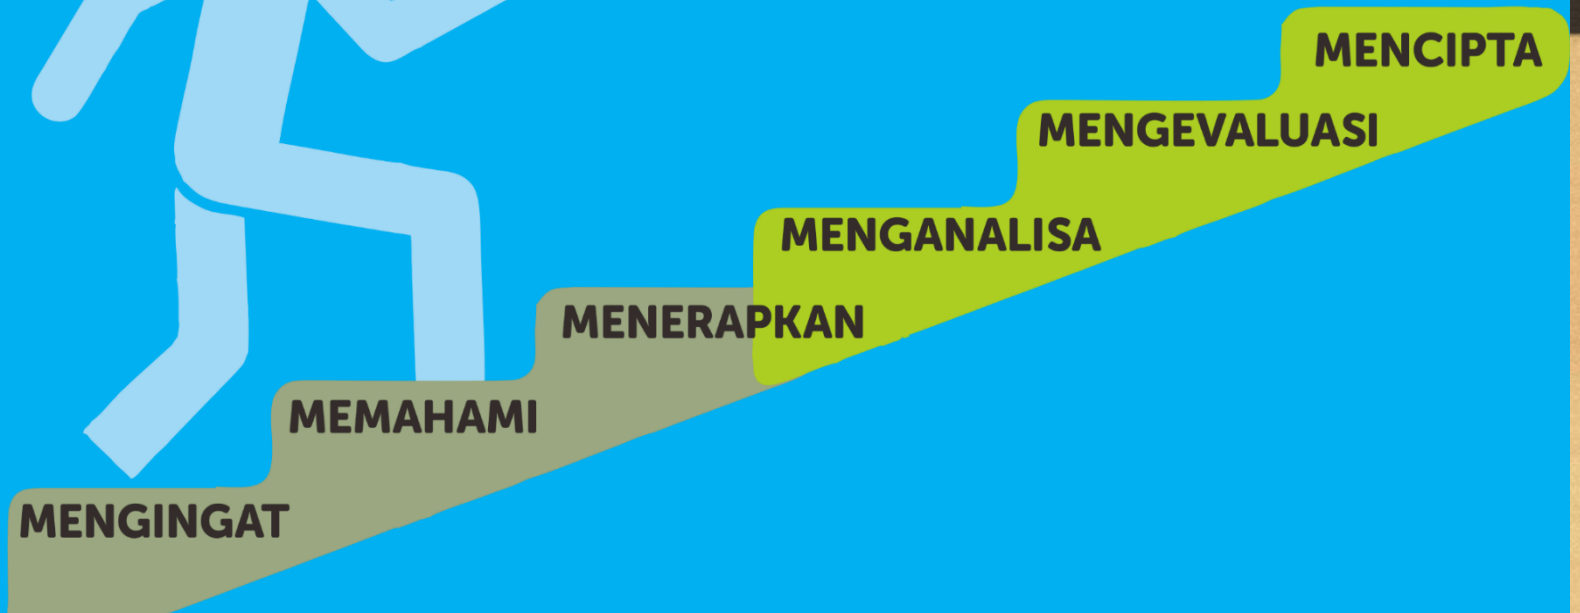 MENCIPTA
MENGEVALUASI
MENGANALISA
MENERAPKAN
MEMAHAMI
MENGINGAT